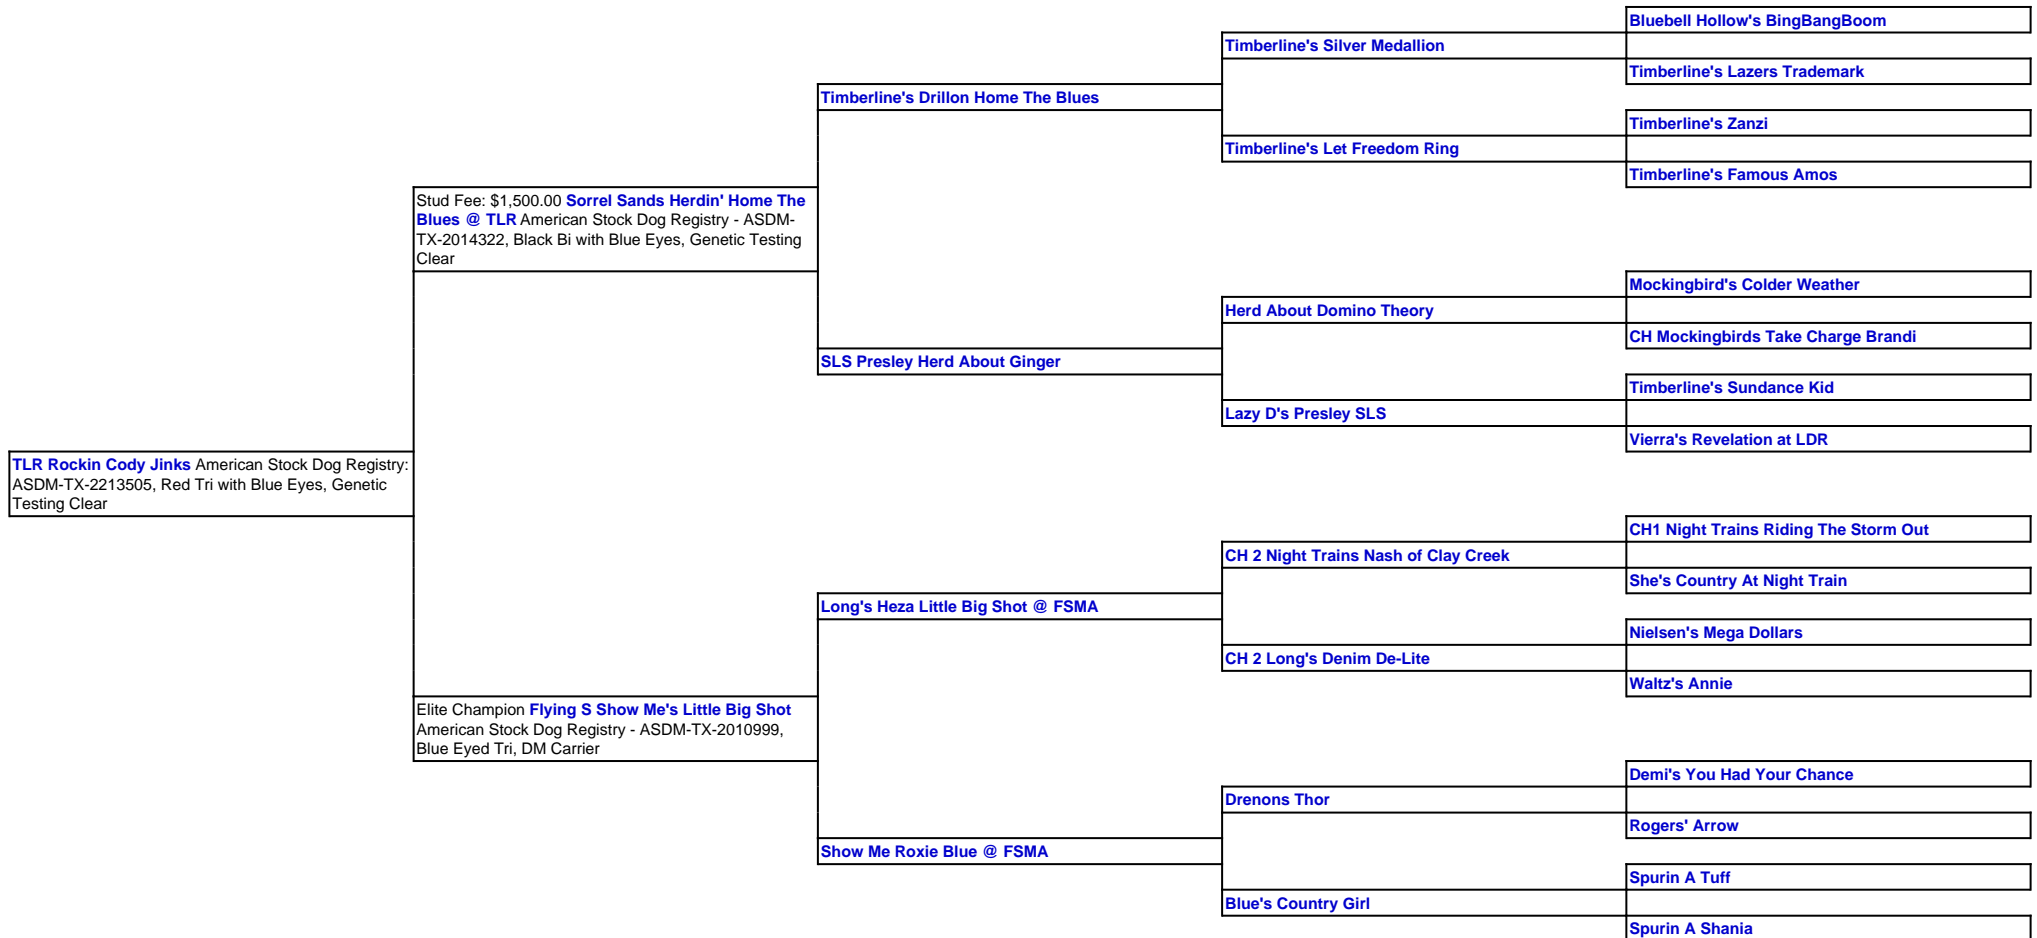 Bluebell Hollow's BingBangBoom
Timberline's Silver Medallion
Timberline's Lazers Trademark
Timberline's Drillon Home The Blues
Timberline's Zanzi
Timberline's Let Freedom Ring
Timberline's Famous Amos
Stud Fee: $1,500.00 Sorrel Sands Herdin' Home The
Blues @ TLR American Stock Dog Registry - ASDM-
TX-2014322, Black Bi with Blue Eyes, Genetic Testing
Clear
Mockingbird's Colder Weather
Herd About Domino Theory
CH Mockingbirds Take Charge Brandi
SLS Presley Herd About Ginger
Timberline's Sundance Kid
Lazy D's Presley SLS
Vierra's Revelation at LDR
TLR Rockin Cody Jinks American Stock Dog Registry:
ASDM-TX-2213505, Red Tri with Blue Eyes, Genetic
Testing Clear
CH1 Night Trains Riding The Storm Out
CH 2 Night Trains Nash of Clay Creek
She's Country At Night Train
Long's Heza Little Big Shot @ FSMA
Nielsen's Mega Dollars
CH 2 Long's Denim De-Lite
Waltz's Annie
Elite Champion Flying S Show Me's Little Big Shot
American Stock Dog Registry - ASDM-TX-2010999,
Blue Eyed Tri, DM Carrier
Demi's You Had Your Chance
Drenons Thor
Rogers' Arrow
Show Me Roxie Blue @ FSMA
Spurin A Tuff
Blue's Country Girl
Spurin A Shania